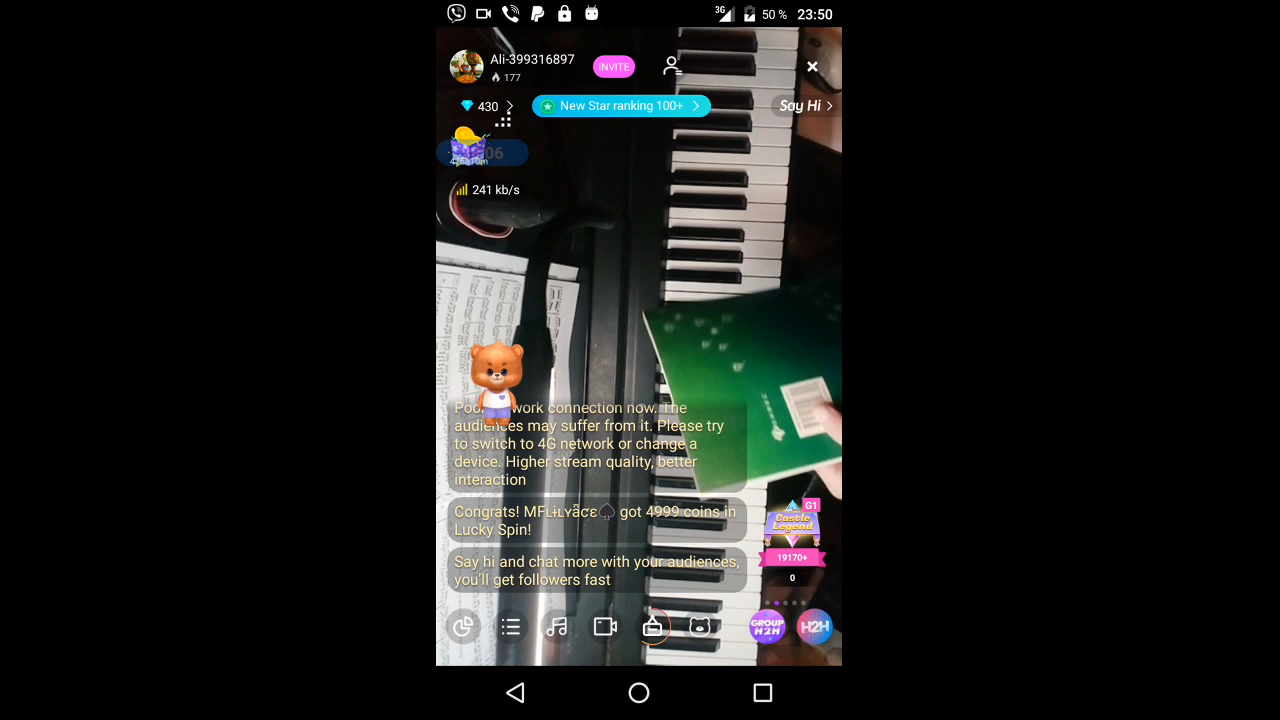 3G 50 % 23:50
Ali-399316897
177
INVITE
430
New Star ranking 100+
Say Hi
06
241 kb/s
work connection now. The
audiences may suffer from it. Please try
to switch to 4G network or change a
device. Higher stream quality, better
interaction
Congrats! MFʟɨʟʏǟƈɛ♠ got 4999 coins in
Lucky Spin!
Say hi and chat more with your audiences,
you'll get followers fast
G1
Castle
Legend
19170+
0
GROUP
H2H
H2H